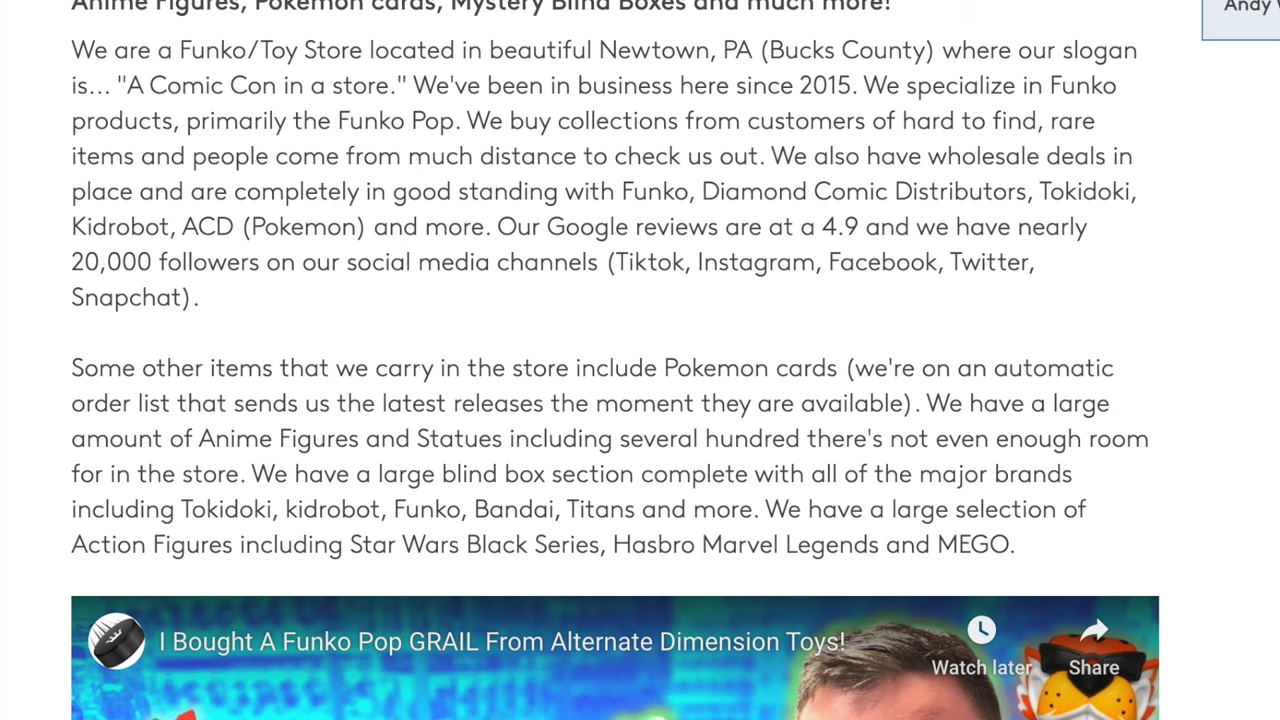 Anime Figures, Pokemon cards, Mystery Blind Boxes and much more!
Andy
We are a Funko/Toy Store located in beautiful Newtown, PA (Bucks County) where our slogan
is... "A Comic Con in a store." We've been in business here since 2015. We specialize in Funko
products, primarily the Funko Pop. We buy collections from customers of hard to find, rare
items and people come from much distance to check us out. We also have wholesale deals in
place and are completely in good standing with Funko, Diamond Comic Distributors, Tokidoki,
Kidrobot, ACD (Pokemon) and more. Our Google reviews are at a 4.9 and we have nearly
20,000 followers on our social media channels (Tiktok, Instagram, Facebook, Twitter,
Snapchat).
Some other items that we carry in the store include Pokemon cards (we're on an automatic
order list that sends us the latest releases the moment they are available). We have a large
amount of Anime Figures and Statues including several hundred there's not even enough room
for in the store. We have a large blind box section complete with all of the major brands
including Tokidoki, kidrobot, Funko, Bandai, Titans and more. We have a large selection of
Action Figures including Star Wars Black Series, Hasbro Marvel Legends and MEGO.
I Bought A Funko Pop GRAIL From Alternate Dimension Toys!
Watch later
Share